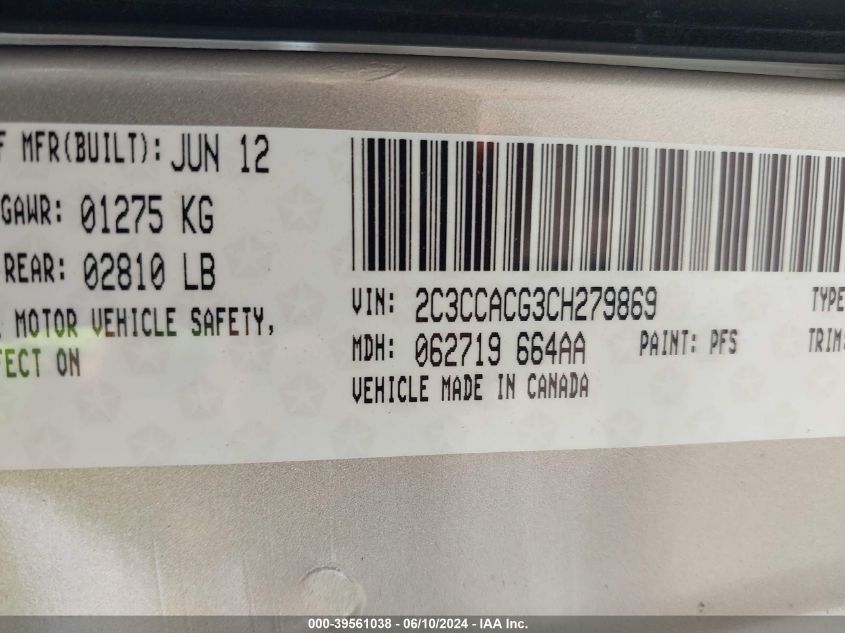 MFR(BUILT): JUN 12
GAWR: 01275 KG
REAR: 02810 LB
MOTOR VEHICLE SAFETY,
ON
VIN: 2C3CCACG3CH279869 TYPE
MDH: 062719 664AA PAINT: PFS TRIM:
VEHICLE MADE IN CANADA
000-39561038 - 06/10/2024 - IAA Inc.